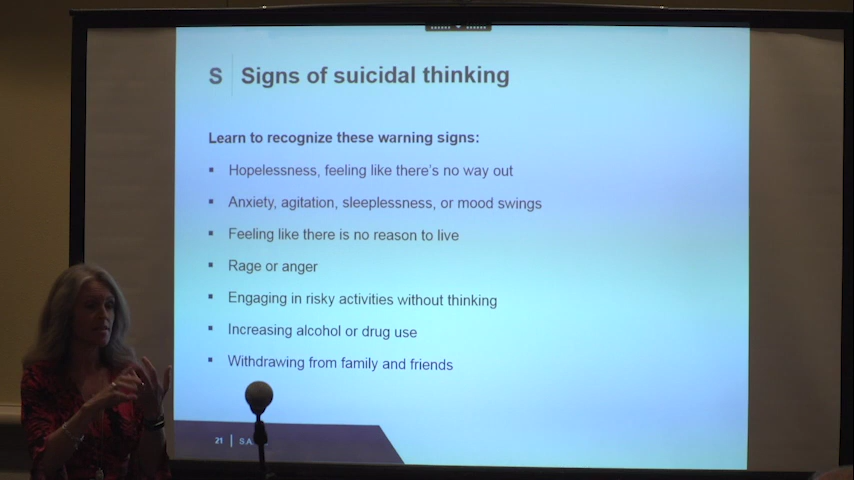 S Signs of suicidal thinking
Learn to recognize these warning signs:
▪ Hopelessness, feeling like there's no way out
▪ Anxiety, agitation, sleeplessness, or mood swings
▪ Feeling like there is no reason to live
▪ Rage or anger
▪ Engaging in risky activities without thinking
▪ Increasing alcohol or drug use
▪ Withdrawing from family and friends
21